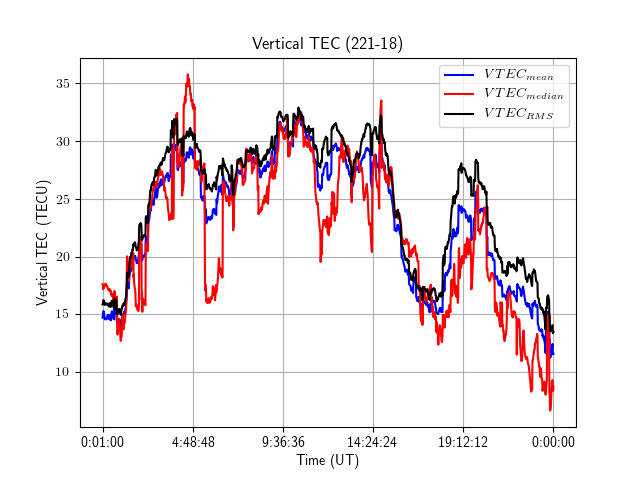 Vertical TEC (221-18)
VTEC_mean
VTEC_median
VTEC_RMS
Vertical TEC (TECU)
35
30
25
20
15
10
0:01:00 4:48:48 9:36:36 14:24:24 19:12:12 0:00:00
Time (UT)